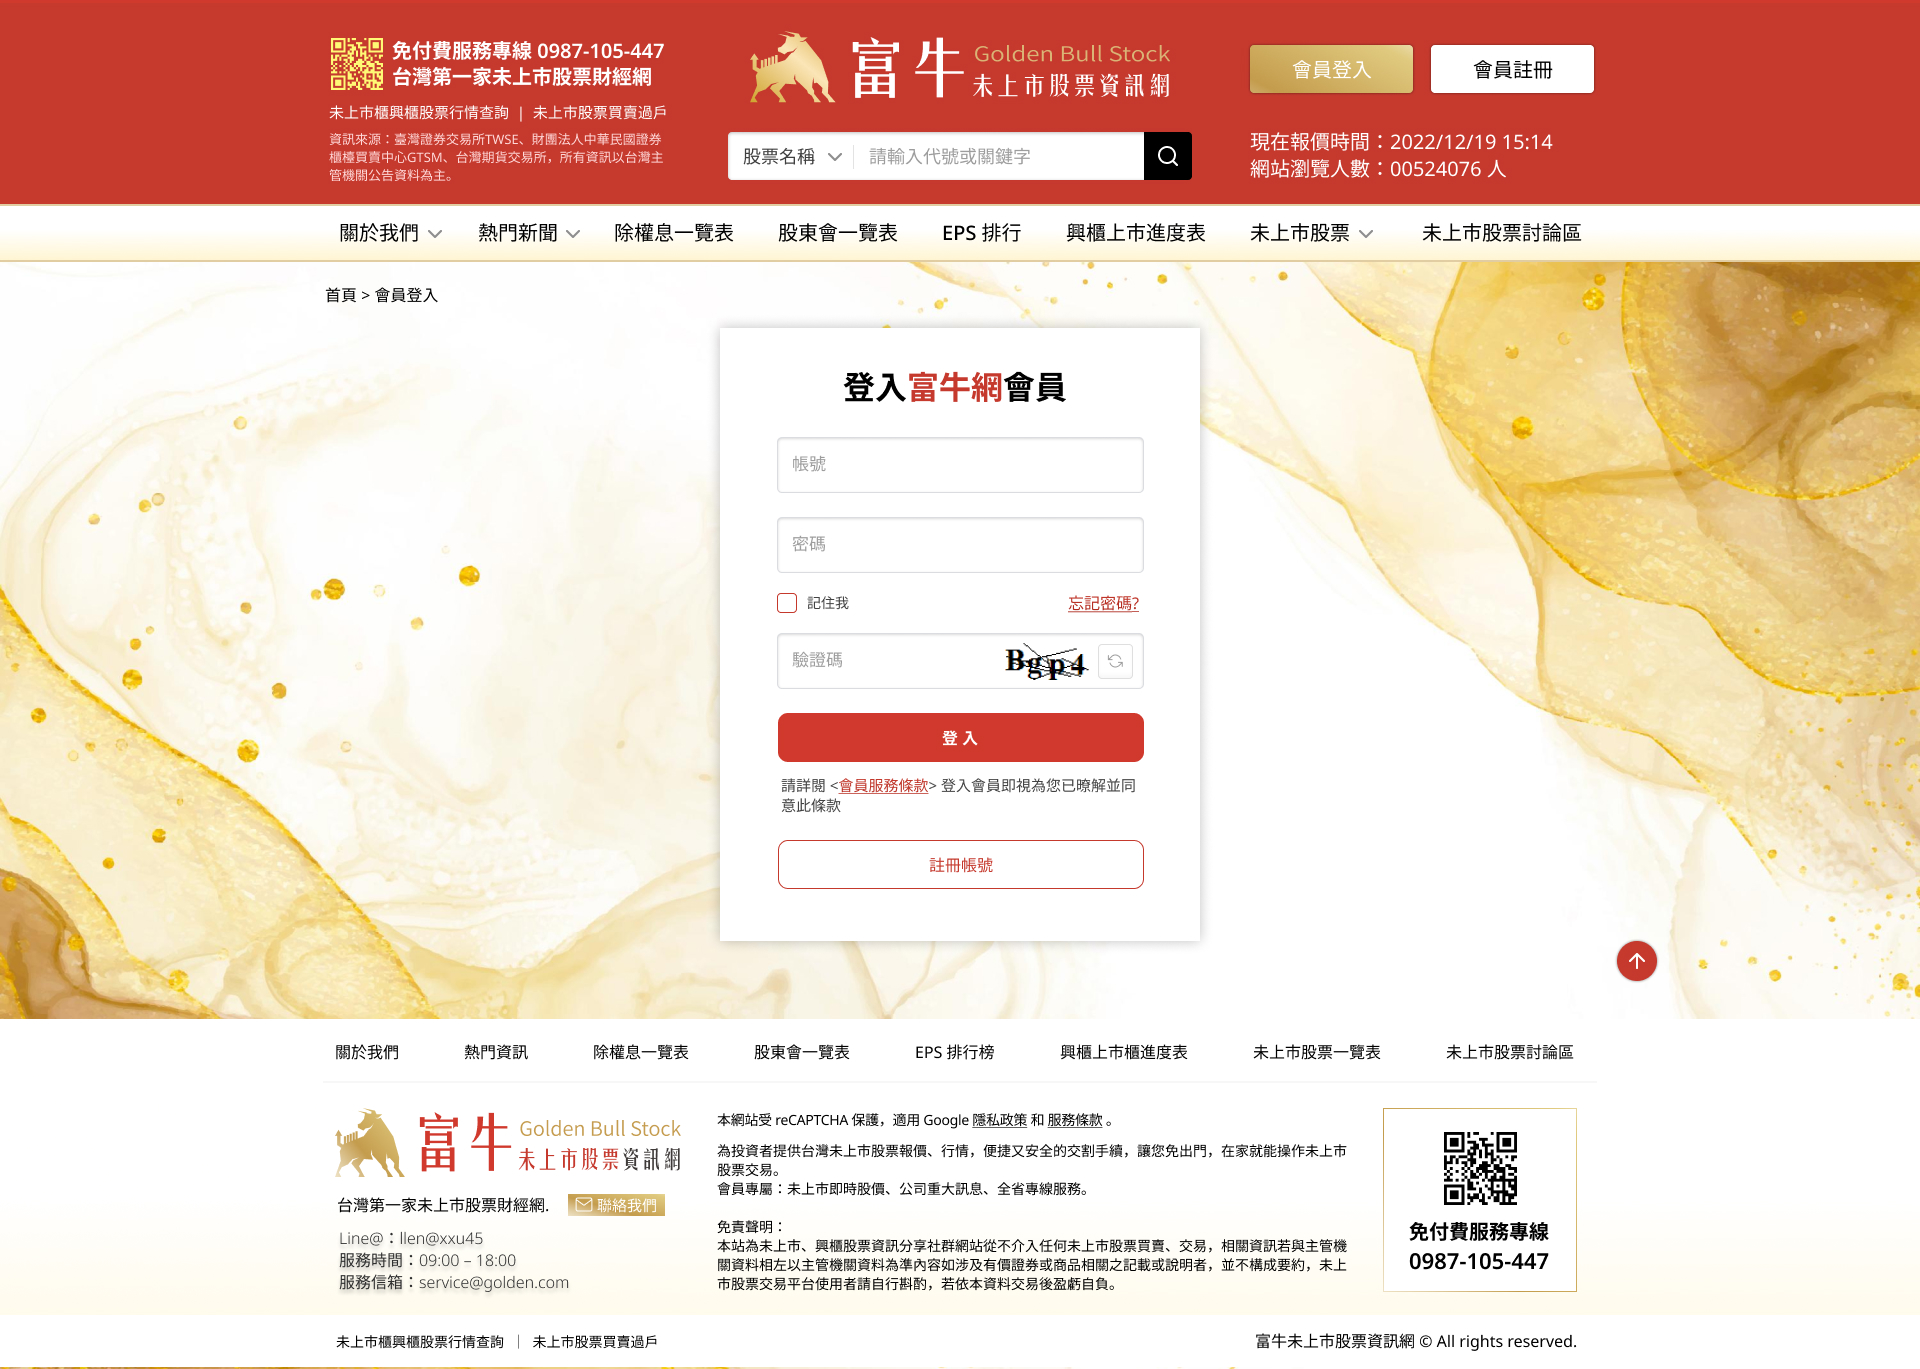 免付費服務專線 0987-105-447
台灣第一家未上市股票財經網
未上市櫃興櫃股票行情查詢 | 未上市股票買賣過戶
資訊來源：臺灣證券交易所TWSE、財團法人中華民國證券
櫃檯買賣中心GTSM、台灣期貨交易所，所有資訊以台灣主
管機關公告資料為主。
富牛 Golden Bull Stock
未上市股票資訊網
股票名稱 請輸入代號或關鍵字
會員登入 會員註冊
現在報價時間：2022/12/19 15:14
網站瀏覽人數：00524076 人
關於我們 熱門新聞 除權息一覽表 股東會一覽表 EPS 排行 興櫃上市進度表 未上市股票 未上市股票討論區
首頁 > 會員登入
登入富牛網會員
帳號
密碼
記住我 忘記密碼?
驗證碼 Bgp4
登入
請詳閱 <會員服務條款> 登入會員即視為您已暸解並同
意此條款
註冊帳號
關於我們 熱門資訊 除權息一覽表 股東會一覽表 EPS 排行榜 興櫃上市櫃進度表 未上市股票一覽表 未上市股票討論區
富牛 Golden Bull Stock
未上市股票資訊網
台灣第一家未上市股票財經網. 聯絡我們
Line@：llen@xxu45
服務時間：09:00 – 18:00
服務信箱：service@golden.com
本網站受 reCAPTCHA 保護，適用 Google 隱私政策 和 服務條款 。
為投資者提供台灣未上市股票報價、行情，便捷又安全的交割手續，讓您免出門，在家就能操作未上市
股票交易。
會員專屬：未上市即時股價、公司重大訊息、全省專線服務。
免責聲明：
本站為未上市、興櫃股票資訊分享社群網站從不介入任何未上市股票買賣、交易，相關資訊若與主管機
關資料相左以主管機關資料為準內容如涉及有價證券或商品相關之記載或說明者，並不構成要約，未上
市股票交易平台使用者請自行斟酌，若依本資料交易後盈虧自負。
免付費服務專線
0987-105-447
未上市櫃興櫃股票行情查詢 | 未上市股票買賣過戶
富牛未上市股票資訊網 © All rights reserved.